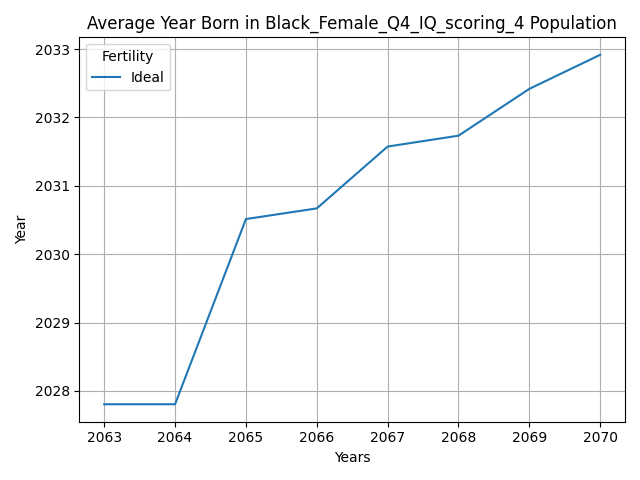 Average Year Born in Black_Female_Q4_IQ_scoring_4 Population
Fertility
Ideal
2033
2032
2031
2030
2029
2028
Year
2063 2064 2065 2066 2067 2068 2069 2070
Years